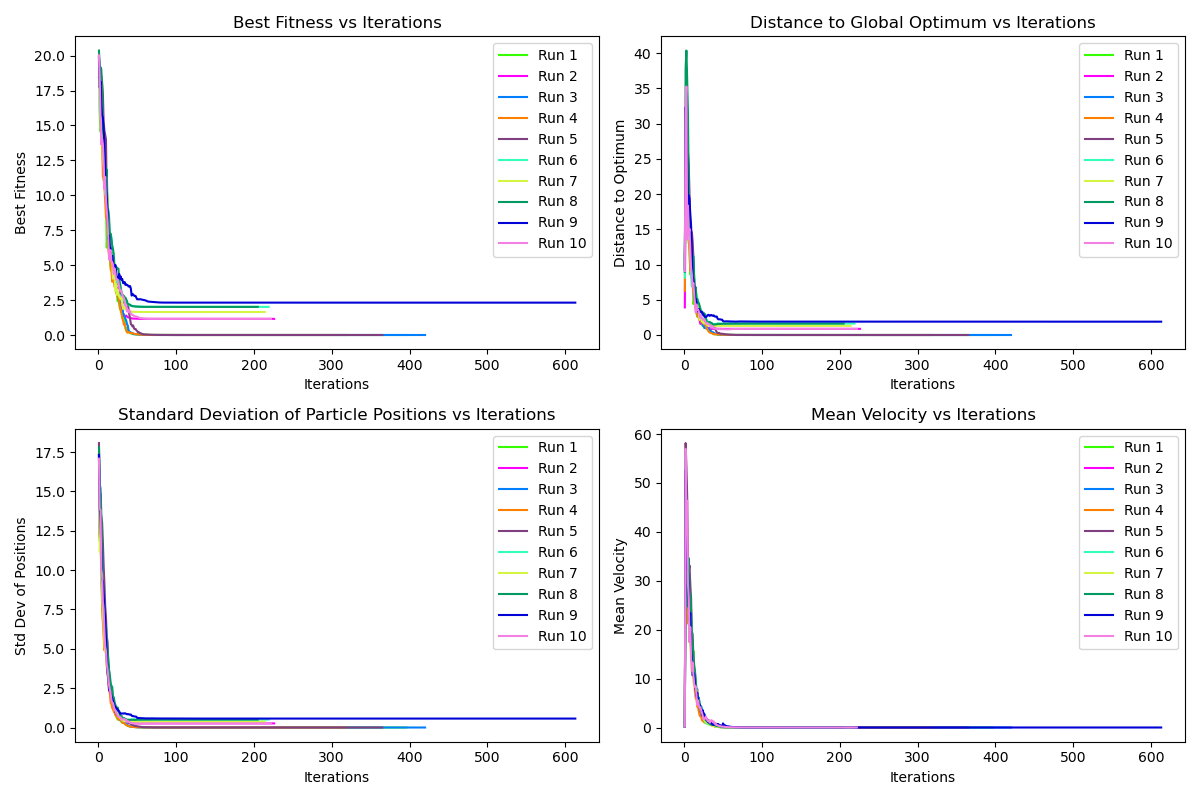 Best Fitness vs Iterations
Best Fitness
20.0
17.5
15.0
12.5
10.0
7.5
5.0
2.5
0.0
0 100 200 300 400 500 600
Iterations
Run 1
Run 2
Run 3
Run 4
Run 5
Run 6
Run 7
Run 8
Run 9
Run 10
Distance to Global Optimum vs Iterations
Distance to Optimum
40
35
30
25
20
15
10
5
0
0 100 200 300 400 500 600
Iterations
Run 1
Run 2
Run 3
Run 4
Run 5
Run 6
Run 7
Run 8
Run 9
Run 10
Standard Deviation of Particle Positions vs Iterations
Std Dev of Positions
17.5
15.0
12.5
10.0
7.5
5.0
2.5
0.0
0 100 200 300 400 500 600
Iterations
Run 1
Run 2
Run 3
Run 4
Run 5
Run 6
Run 7
Run 8
Run 9
Run 10
Mean Velocity vs Iterations
Mean Velocity
60
50
40
30
20
10
0
0 100 200 300 400 500 600
Iterations
Run 1
Run 2
Run 3
Run 4
Run 5
Run 6
Run 7
Run 8
Run 9
Run 10